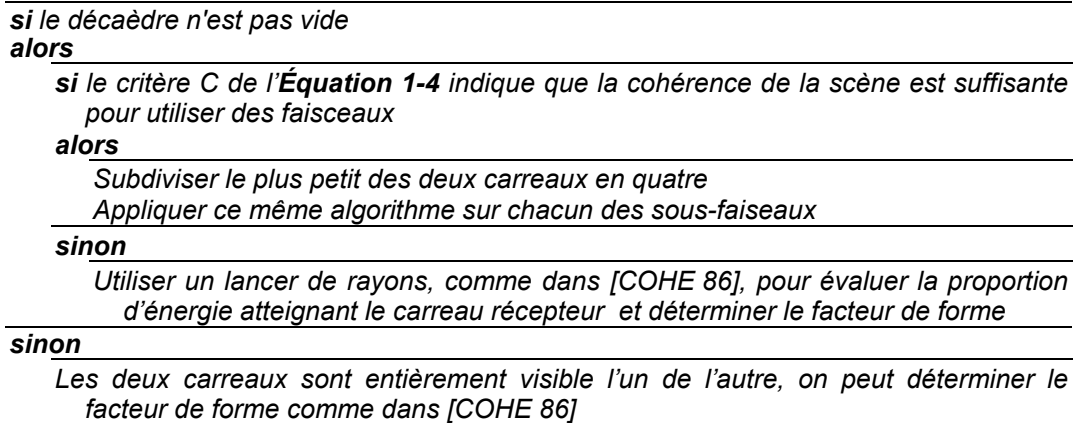 si le décaèdre n'est pas vide
alors
si le critère C de l'Équation 1-4 indique que la cohérence de la scène est suffisante
pour utiliser des faisceaux
alors
Subdiviser le plus petit des deux carreaux en quatre
Appliquer ce même algorithme sur chacun des sous-faiseaux
sinon
Utiliser un lancer de rayons, comme dans [COHE 86], pour évaluer la proportion
d'énergie atteignant le carreau récepteur et déterminer le facteur de forme
sinon
Les deux carreaux sont entièrement visible l'un de l'autre, on peut déterminer le
facteur de forme comme dans [COHE 86]